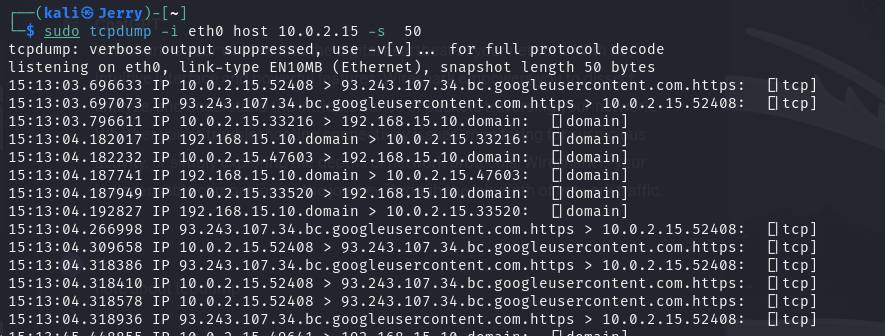 ┌──(kali㉿Jerry)-[~]
└─$ sudo tcpdump -i eth0 host 10.0.2.15 -s  50
tcpdump: verbose output suppressed, use -v[v]... for full protocol decode
listening on eth0, link-type EN10MB (Ethernet), snapshot length 50 bytes
15:13:03.696633 IP 10.0.2.15.52408 > 93.243.107.34.bc.googleusercontent.com.https:  [|tcp]
15:13:03.697073 IP 93.243.107.34.bc.googleusercontent.com.https > 10.0.2.15.52408:  [|tcp]
15:13:03.796611 IP 10.0.2.15.33216 > 192.168.15.10.domain:  [|domain]
15:13:04.182017 IP 192.168.15.10.domain > 10.0.2.15.33216:  [|domain]
15:13:04.182232 IP 10.0.2.15.47603 > 192.168.15.10.domain:  [|domain]
15:13:04.187741 IP 192.168.15.10.domain > 10.0.2.15.47603:  [|domain]
15:13:04.187949 IP 10.0.2.15.33520 > 192.168.15.10.domain:  [|domain]
15:13:04.192827 IP 192.168.15.10.domain > 10.0.2.15.33520:  [|domain]
15:13:04.266998 IP 93.243.107.34.bc.googleusercontent.com.https > 10.0.2.15.52408:  [|tcp]
15:13:04.309658 IP 10.0.2.15.52408 > 93.243.107.34.bc.googleusercontent.com.https:  [|tcp]
15:13:04.318386 IP 93.243.107.34.bc.googleusercontent.com.https > 10.0.2.15.52408:  [|tcp]
15:13:04.318410 IP 10.0.2.15.52408 > 93.243.107.34.bc.googleusercontent.com.https:  [|tcp]
15:13:04.318578 IP 10.0.2.15.52408 > 93.243.107.34.bc.googleusercontent.com.https:  [|tcp]
15:13:04.318936 IP 93.243.107.34.bc.googleusercontent.com.https > 10.0.2.15.52408:  [|tcp]